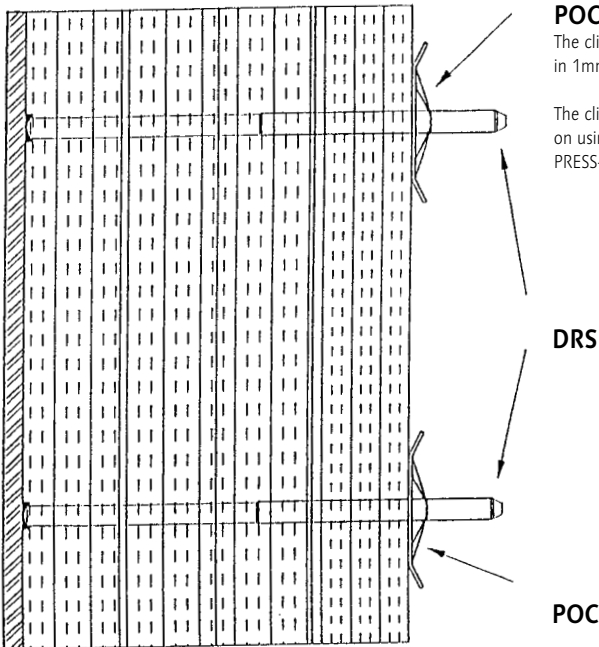 POC
The cli
in 1mr
The cli
on usin
PRESS-
DRS
POC